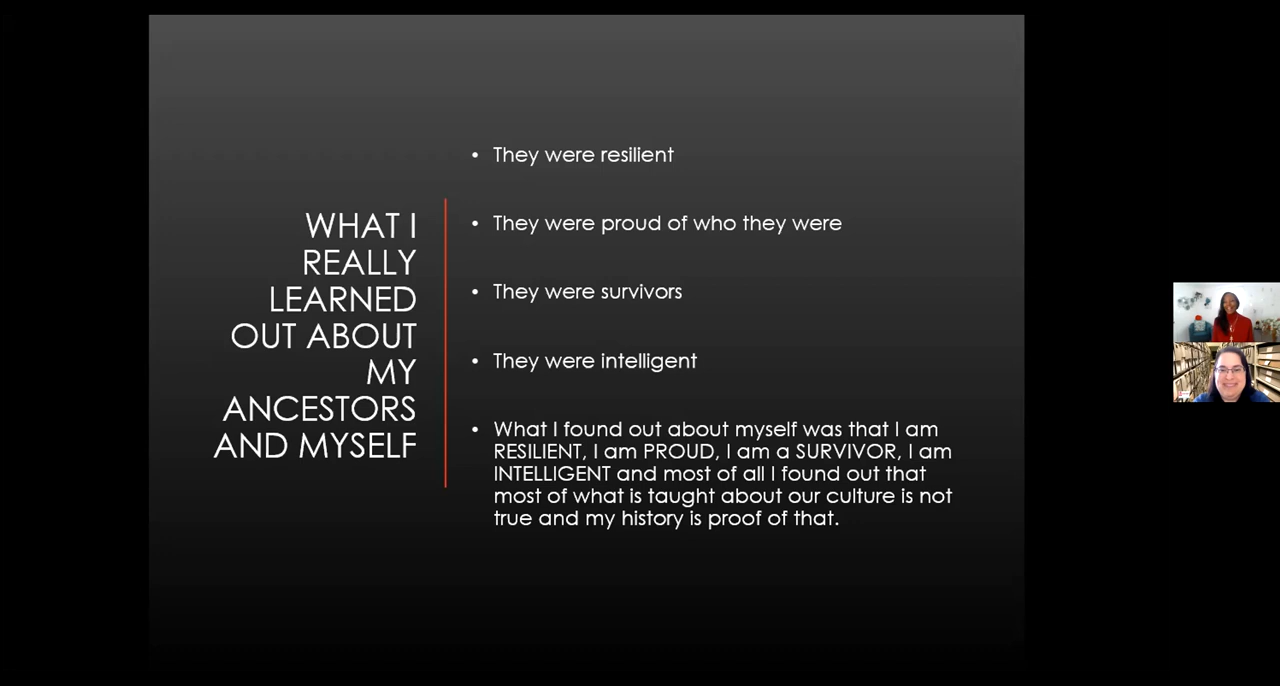 WHAT I
REALLY
LEARNED
OUT ABOUT
MY
ANCESTORS
AND MYSELF
• They were resilient
• They were proud of who they were
• They were survivors
• They were intelligent
• What I found out about myself was that I am
RESILIENT, I am PROUD, I am a SURVIVOR, I am
INTELLIGENT and most of all I found out that
most of what is taught about our culture is not
true and my history is proof of that.